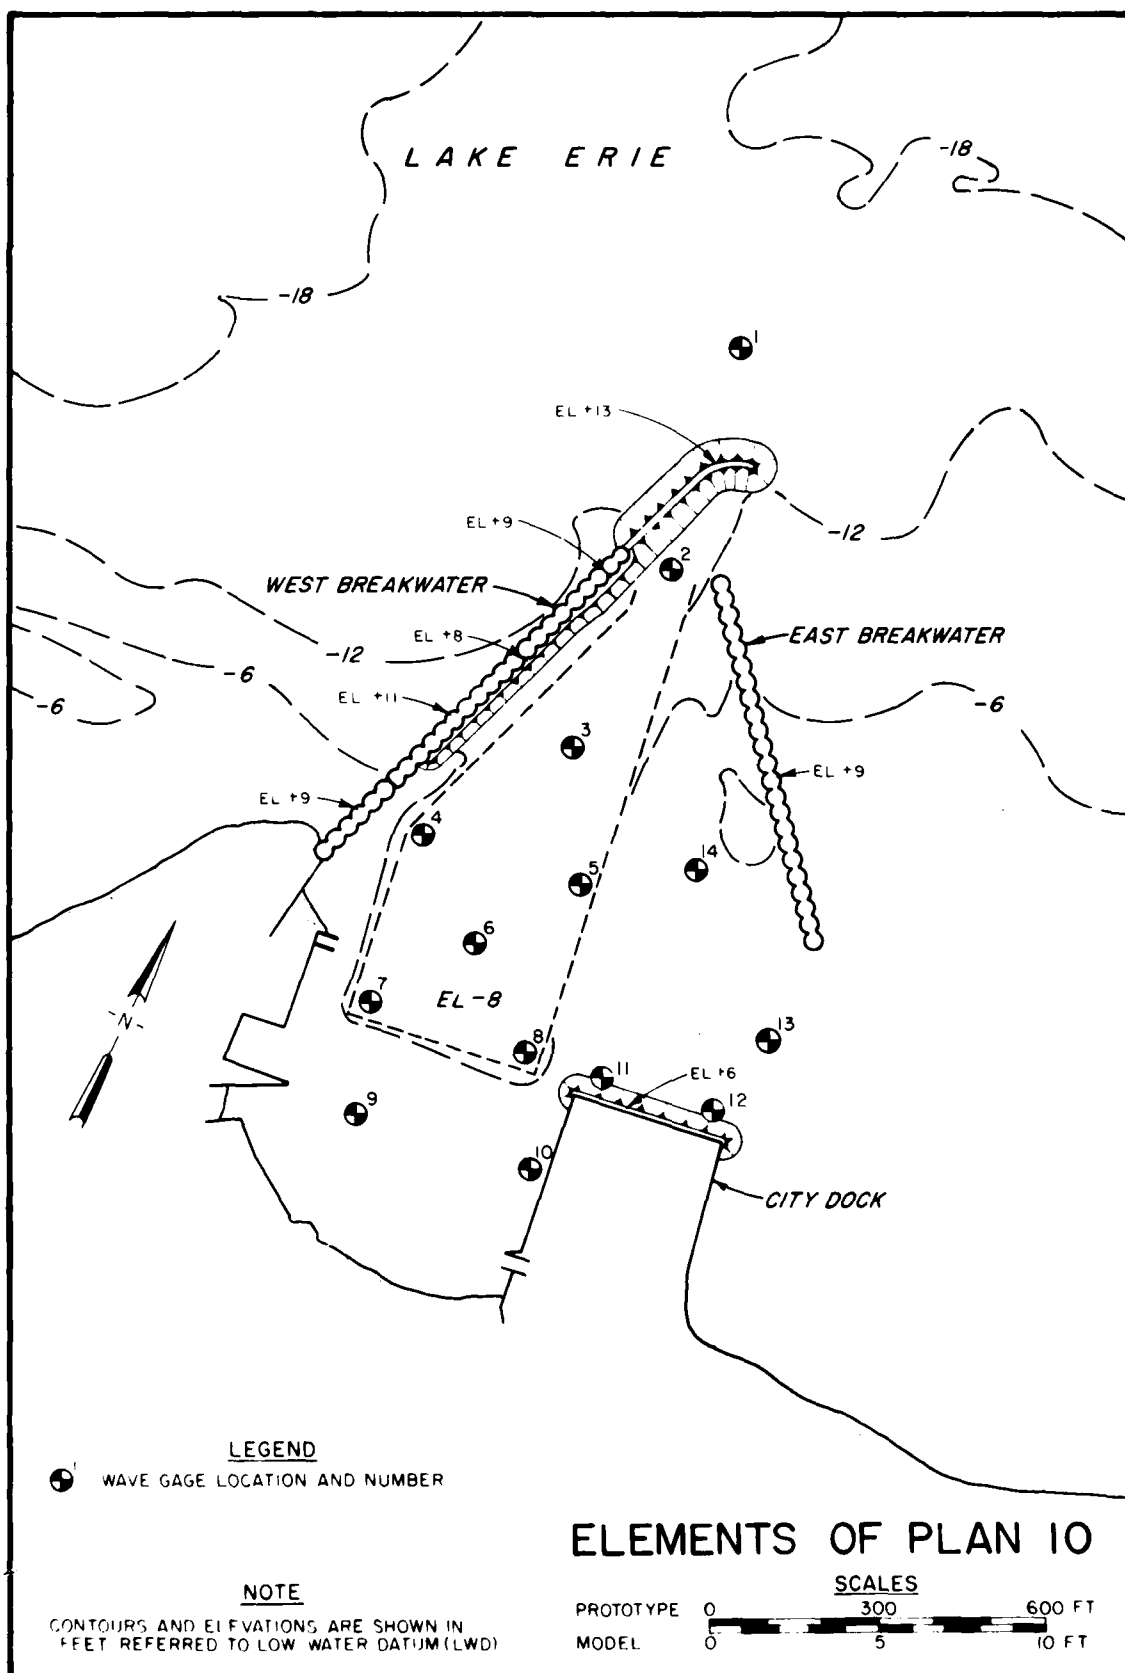 LAKE ERIE
-18
-18
1
EL +13
-12
EL +9
2
WEST BREAKWATER
EAST BREAKWATER
EL +8
-12
-6
EL +11
-6
-6
3
EL +9
EL +9
4
14
5
6
-N-
7
EL -8
13
8
11
EL +6
12
9
10
CITY DOCK
LEGEND
1 WAVE GAGE LOCATION AND NUMBER
ELEMENTS OF PLAN 10
NOTE
CONTOURS AND ELEVATIONS ARE SHOWN IN
FEET REFERRED TO LOW WATER DATUM (LWD)
SCALES
PROTOTYPE 0 300 600 FT
MODEL 0 5 10 FT